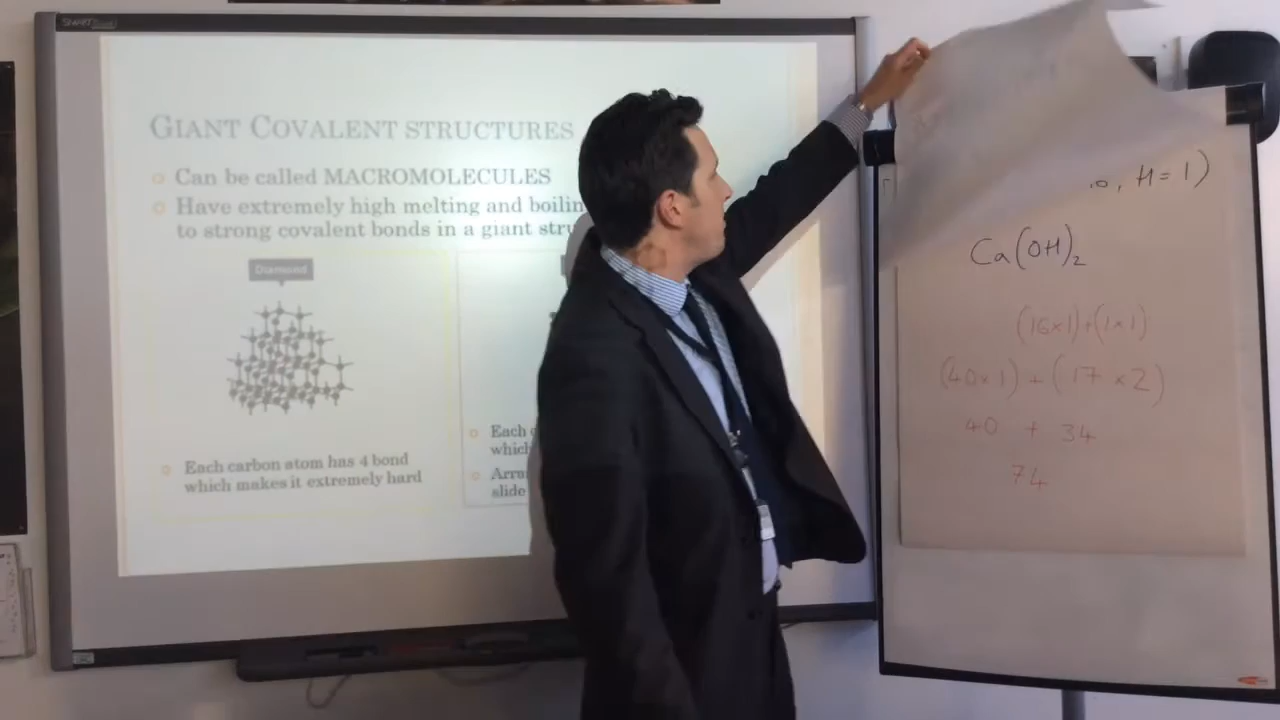 SMART
GIANT COVALENT STRUCTURES
Can be called MACROMOLECULES
Have extremely high melting and boilin
to strong covalent bonds in a giant stru
Diamond
Each carbon atom has 4 bond
which makes it extremely hard
Each
which
Arra
slide
, H = 1)
Ca(OH)₂
(16×1)+(1×1)
(40×1) + (17 ×2)
40 + 34
74